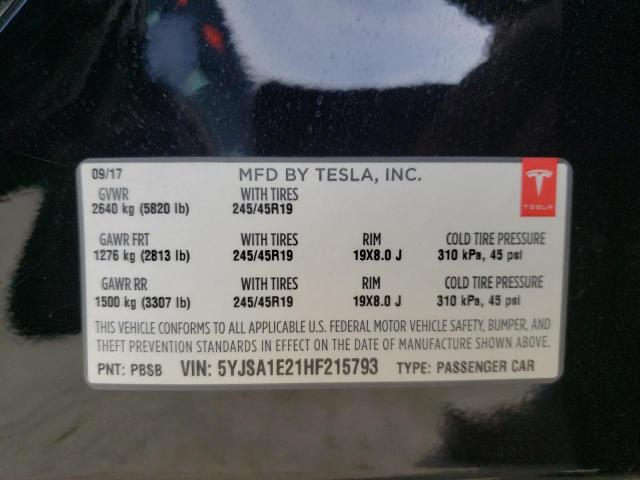 09/17 MFD BY TESLA, INC.
GVWR WITH TIRES
2640 kg (5820 lb) 245/45R19
TESLA
GAWR FRT WITH TIRES RIM COLD TIRE PRESSURE
1276 kg (2813 lb) 245/45R19 19X8.0 J 310 kPa, 45 psi
GAWR RR WITH TIRES RIM COLD TIRE PRESSURE
1500 kg (3307 lb) 245/45R19 19X8.0 J 310 kPa, 45 psi
THIS VEHICLE CONFORMS TO ALL APPLICABLE U.S. FEDERAL MOTOR VEHICLE SAFETY, BUMPER, AND
THEFT PREVENTION STANDARDS IN EFFECT ON THE DATE OF MANUFACTURE SHOWN ABOVE.
PNT: PBSB VIN: 5YJSA1E21HF215793 TYPE: PASSENGER CAR